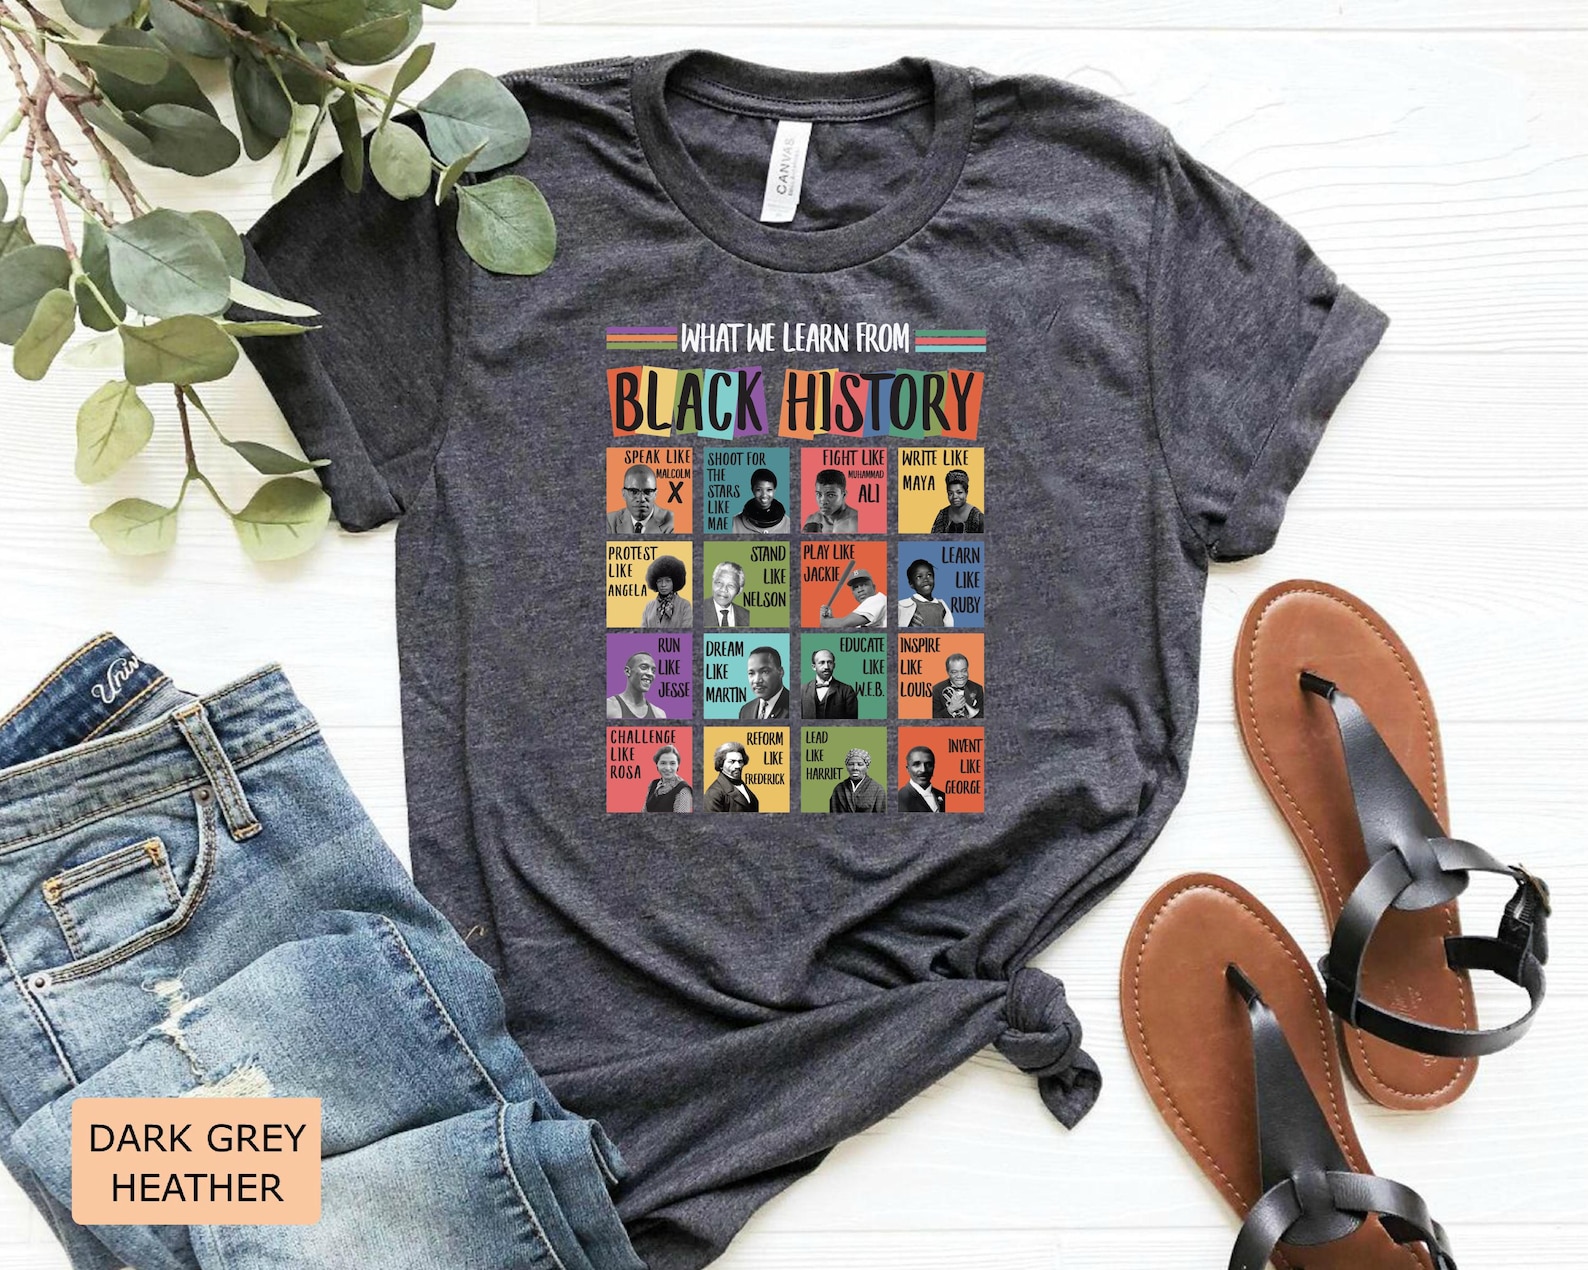 CANVAS
WHAT WE LEARN FROM
BLACK HISTORY
SPEAK LIKE
MALCOLM
X
SHOOT FOR
THE
STARS
LIKE
MAE
FIGHT LIKE
MUHAMMAD
ALI
WRITE LIKE
MAYA
PROTEST
LIKE
ANGELA
STAND
LIKE
NELSON
PLAY LIKE
JACKIE
LEARN
LIKE
RUBY
RUN
LIKE
JESSE
DREAM
LIKE
MARTIN
EDUCATE
LIKE
W.E.B.
INSPIRE
LIKE
LOUIS
CHALLENGE
LIKE
ROSA
REFORM
LIKE
FREDERICK
LEAD
LIKE
HARRIET
INVENT
LIKE
GEORGE
DARK GREY
HEATHER